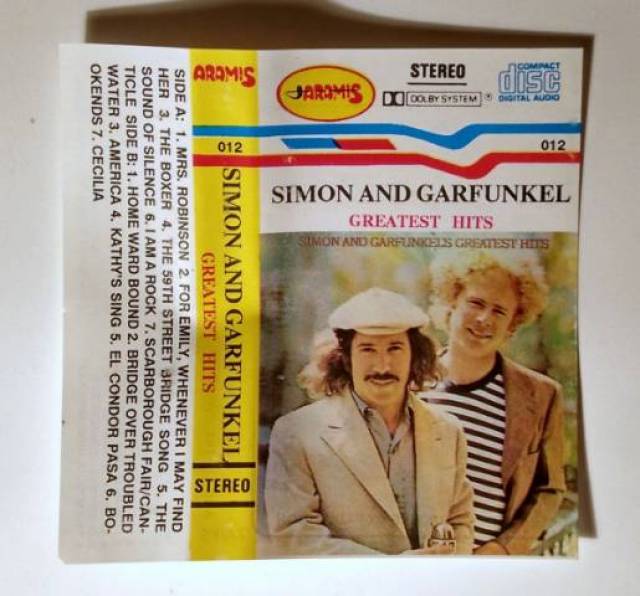 SIDE A: 1. MRS. ROBINSON 2. FOR EMILY, WHENEVER I MAY FIND
HER 3. THE BOXER 4. THE 59TH STREET BRIDGE SONG 5. THE
SOUND OF SILENCE 6. I AM A ROCK 7. SCARBOROUGH FAIR/CAN-
TICLE SIDE B: 1. HOME WARD BOUND 2. BRIDGE OVER TROUBLED
WATER 3. AMERICA 4. KATHY'S SING 5. EL CONDOR PASA 6. BO-
OKENDS 7. CECILIA
ARAMIS
012
SIMON AND GARFUNKEL
GREATEST HITS
STEREO
ARAMIS
STEREO
DOLBY SYSTEM ®
COMPACT
disc
DIGITAL AUDIO
012
SIMON AND GARFUNKEL
GREATEST HITS
SIMON AND GARFUNKEL'S GREATEST HITS